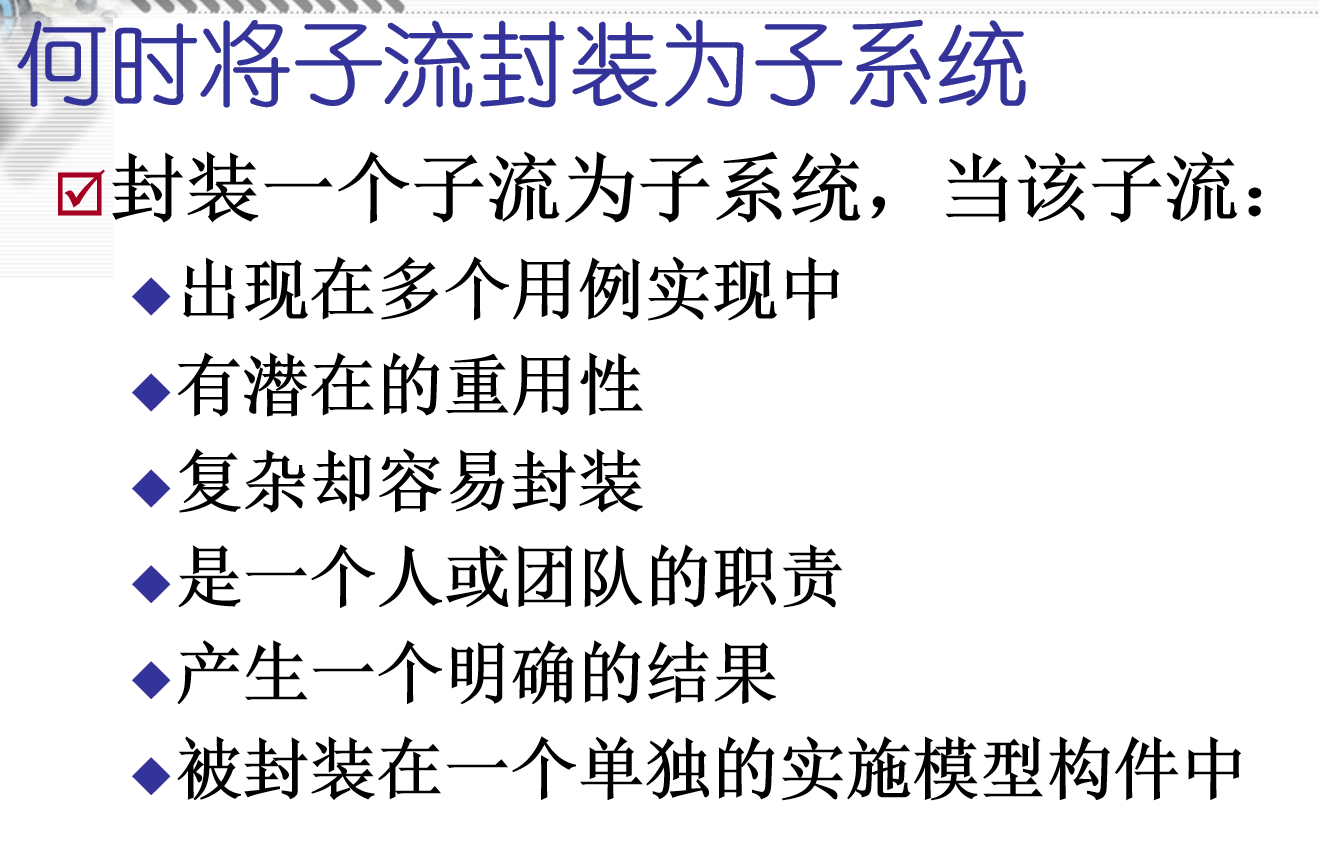 何时将子流封装为子系统
封装一个子流为子系统，当该子流：
出现在多个用例实现中
有潜在的重用性
复杂却容易封装
是一个人或团队的职责
产生一个明确的结果
被封装在一个单独的实施模型构件中